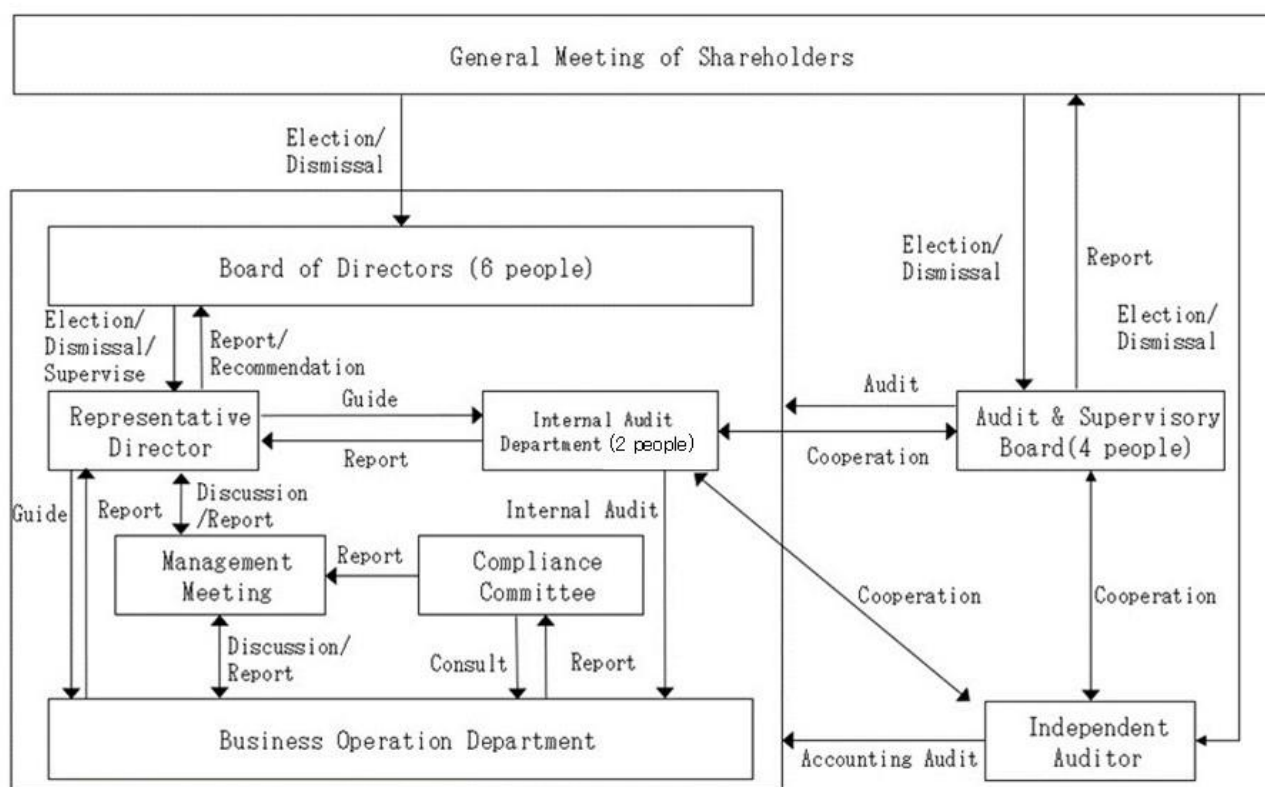 General Meeting of Shareholders
Election/
Dismissal
Election/
Dismissal
Report
Election/
Dismissal
Board of Directors (6 people)
Election/
Dismissal/
Supervise
Report/
Recommendation
Representative
Director
Guide
Report
Internal Audit
Department (2 people)
Audit
Cooperation
Audit & Supervisory
Board(4 people)
Guide
Report
Discussion
/Report
Internal Audit
Management
Meeting
Report
Compliance
Committee
Cooperation
Cooperation
Discussion/
Report
Consult
Report
Business Operation Department
Accounting Audit
Independent
Auditor